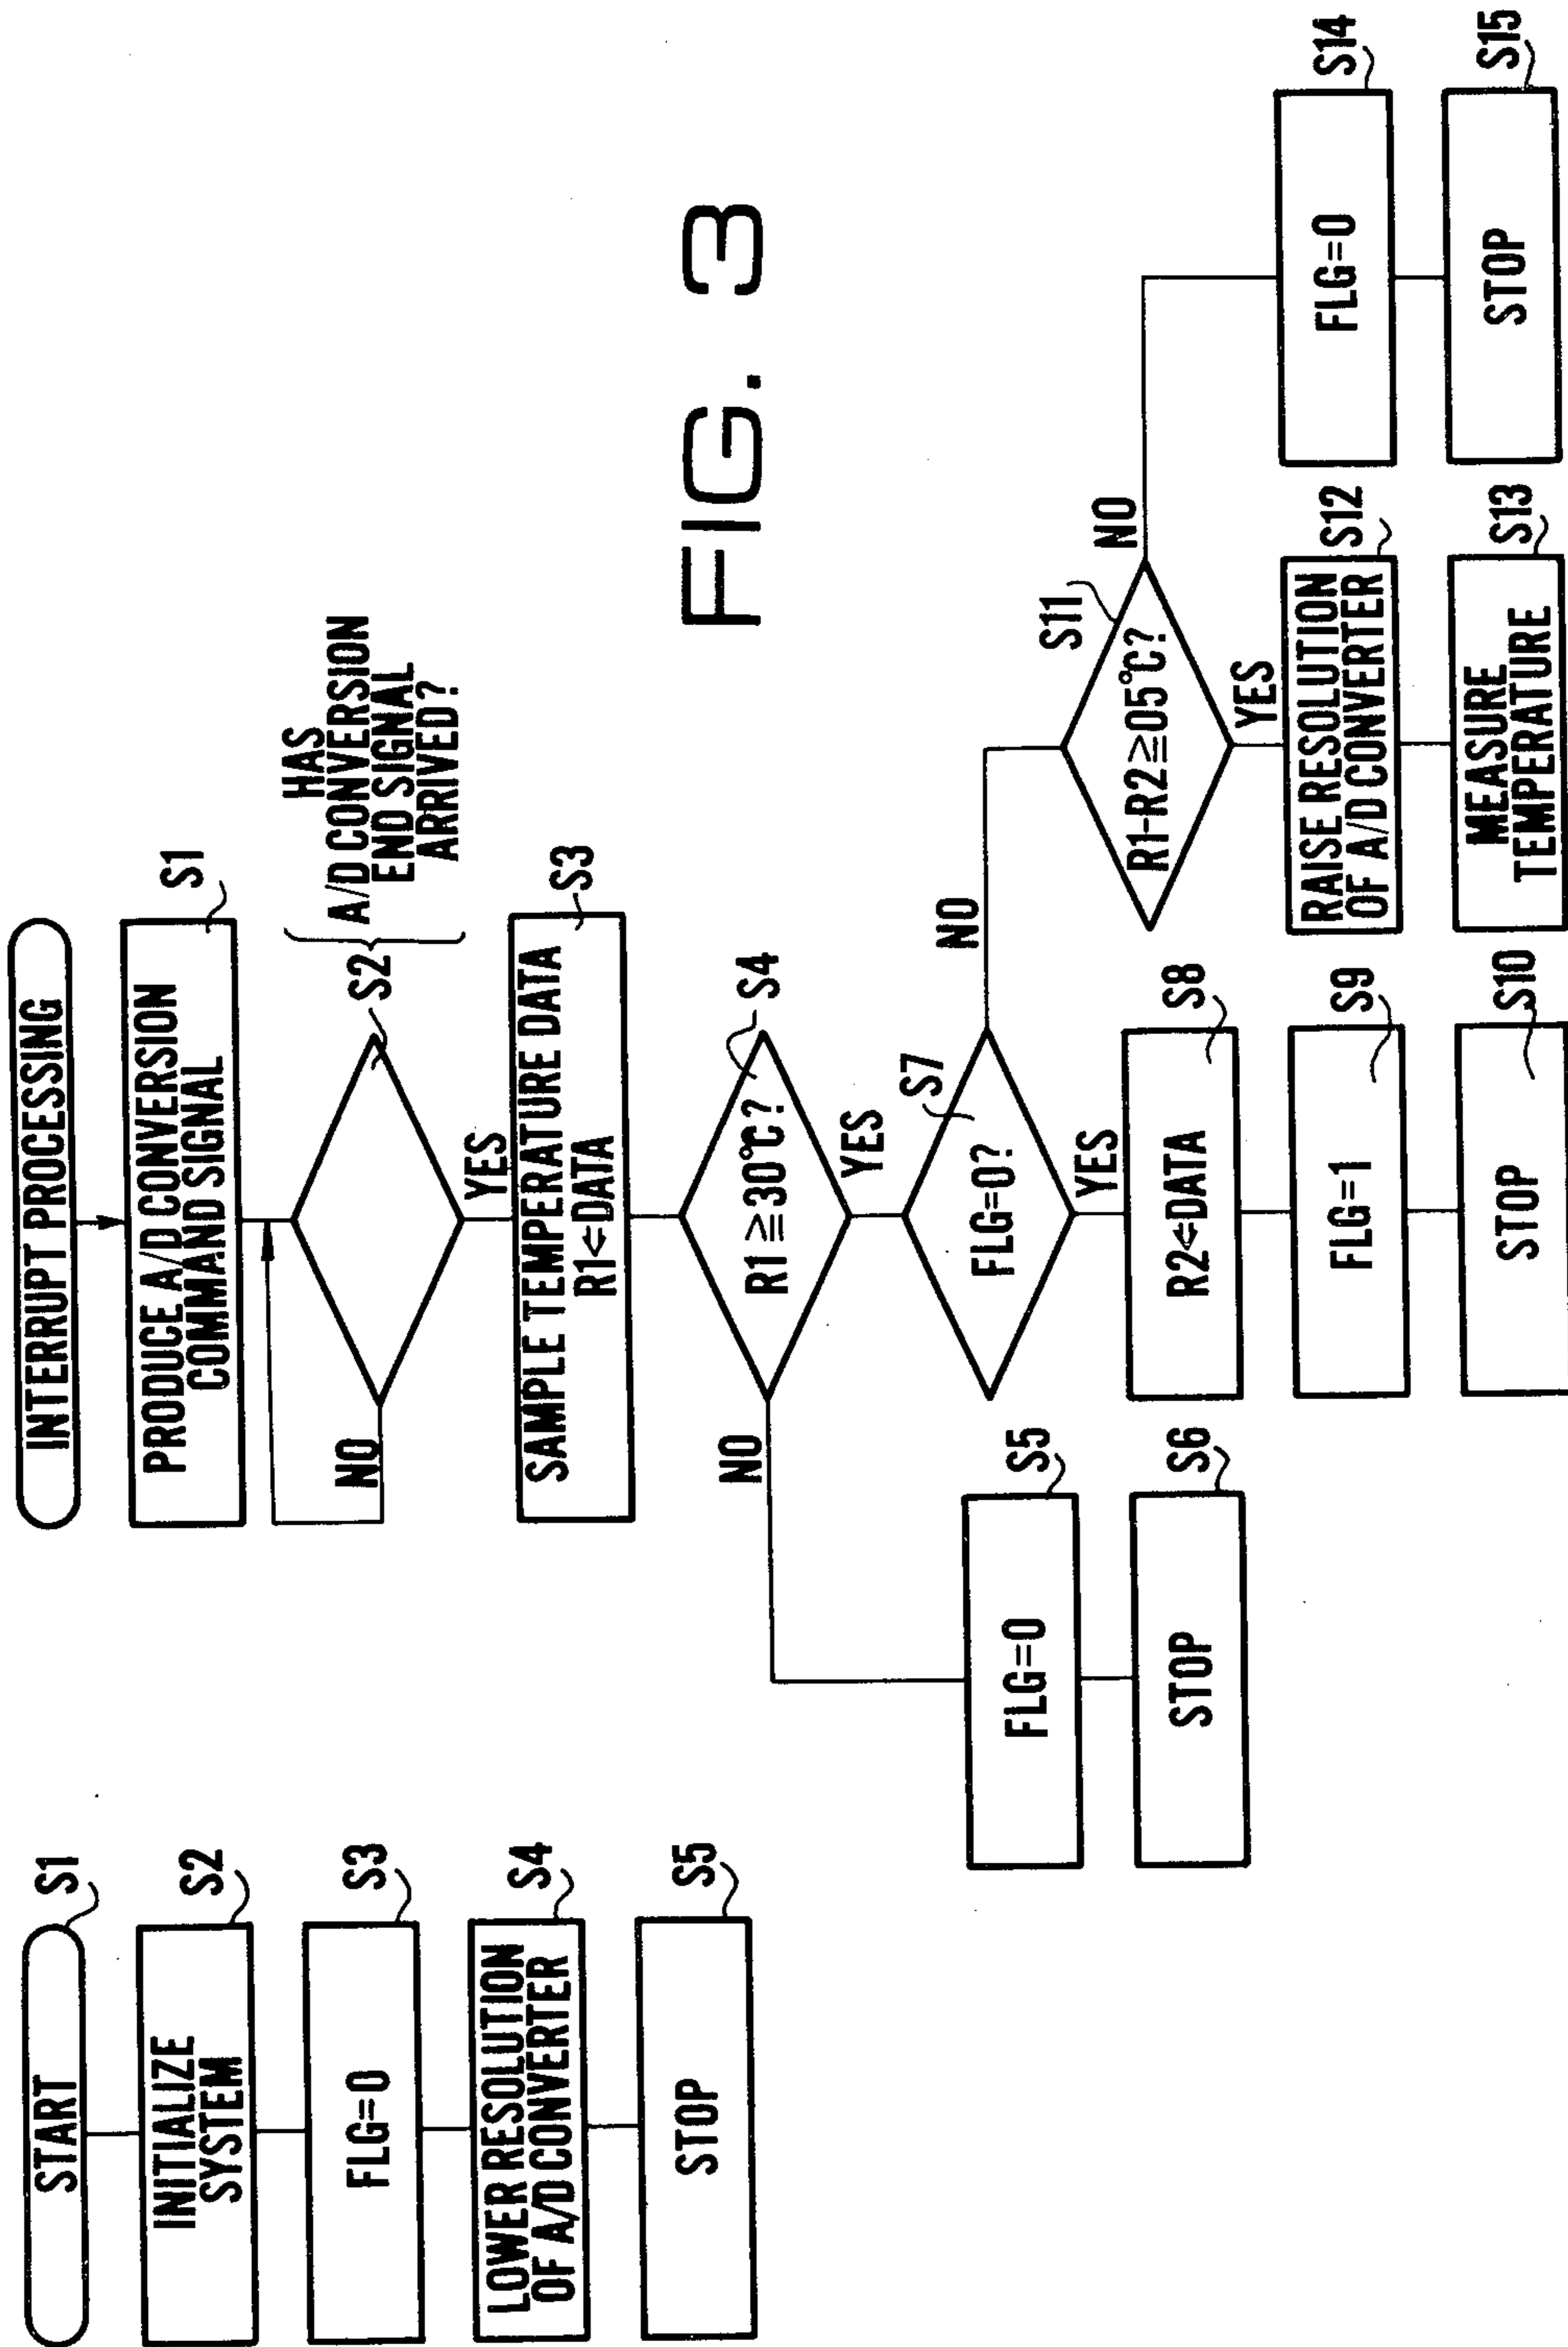 START
S1
INITIALIZE
SYSTEM
S2
FLG=0
S3
LOWER RESOLUTION
OF A/D CONVERTER
S4
STOP
S5
INTERRUPT PROCESSING
PRODUCE A/D CONVERSION
COMMAND SIGNAL
S1
NO
S2
HAS
A/D CONVERSION
END SIGNAL
ARRIVED?
YES
SAMPLE TEMPERATURE DATA
R1⇐DATA
S3
NO
R1≧30℃?
S4
YES
FLG=0
S5
STOP
S6
FLG=0?
S7
NO
YES
R2⇐DATA
S8
FLG=1
S9
STOP
S10
R1-R2≧05℃?
S11
NO
YES
RAISE RESOLUTION
OF A/D CONVERTER
S12
MEASURE
TEMPERATURE
S13
FLG=0
S14
STOP
S15
FIG. 3